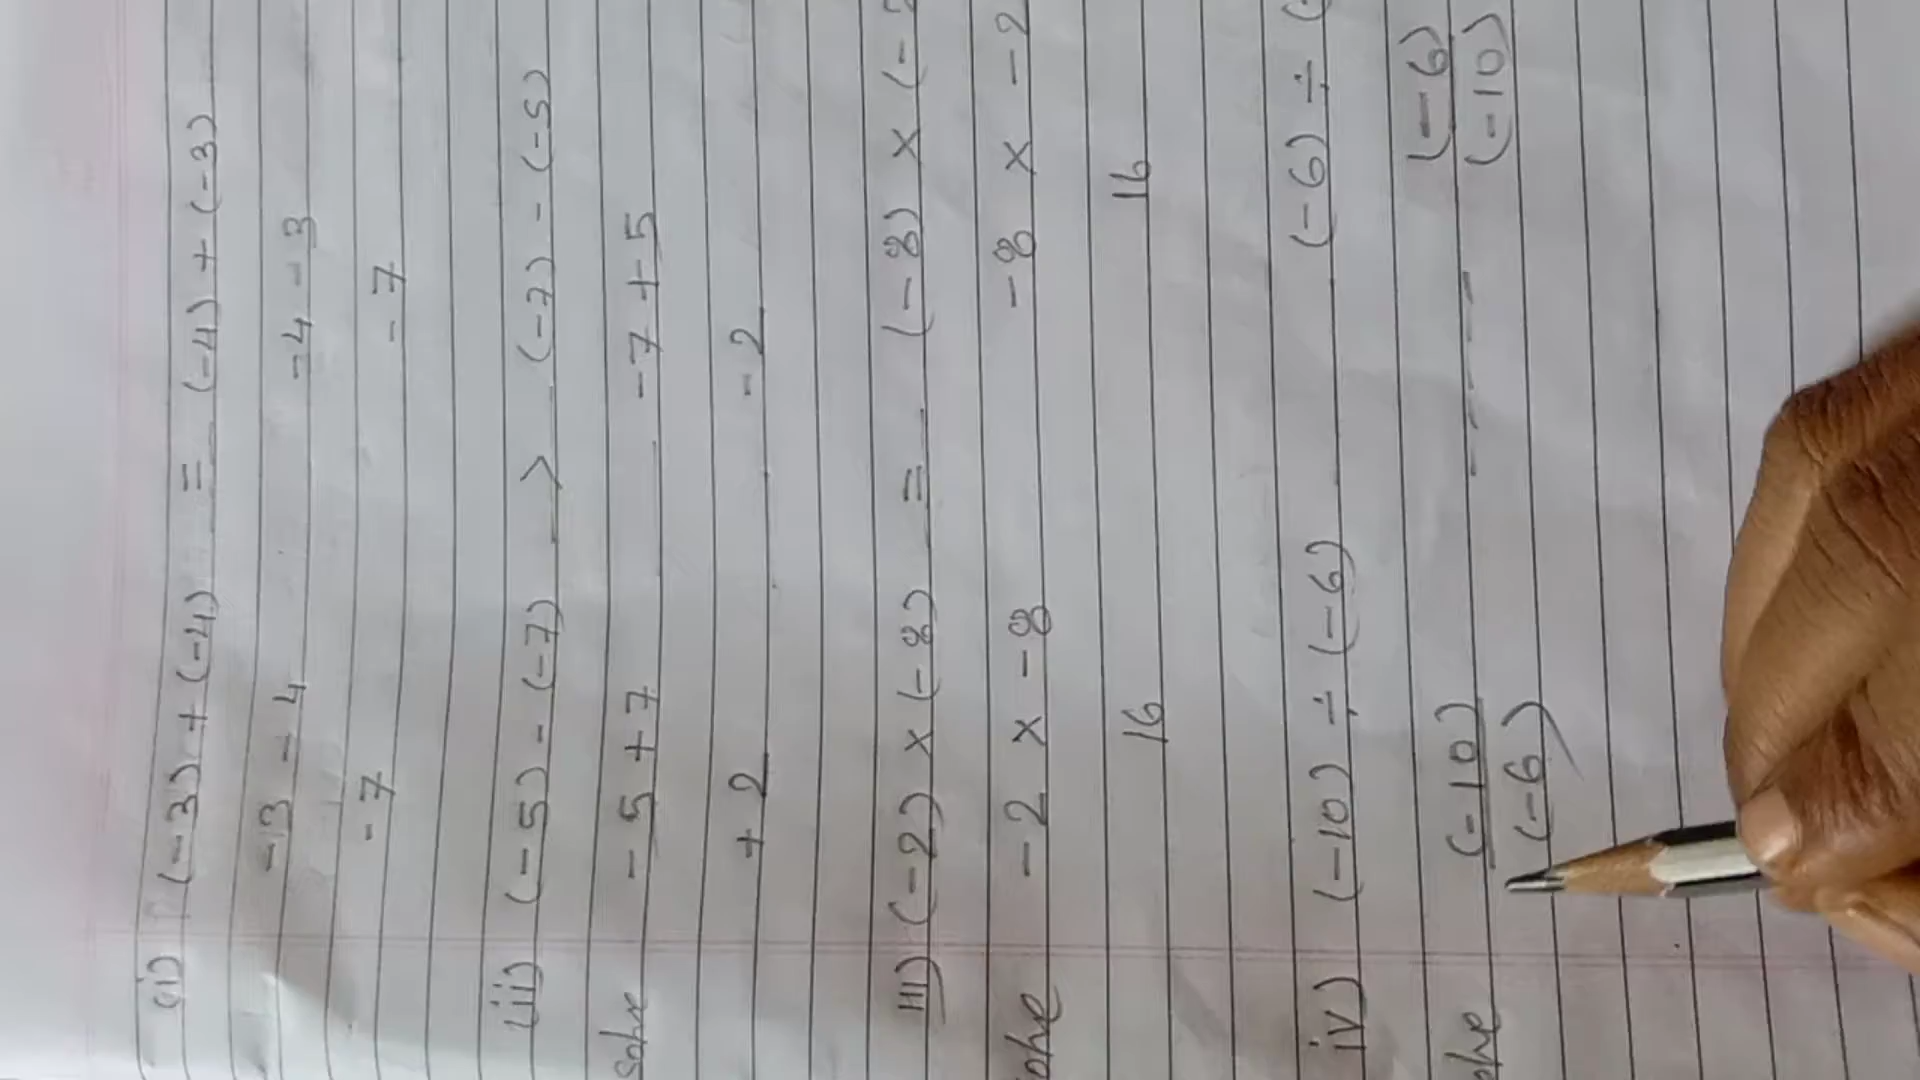 (i) (-3) + (-4) = (-4) + (-3)
-3 - 4 -4 - 3
-7 -7
(ii) (-5) - (-7) > (-7) - (-5)
solve -5 + 7 -7 + 5
+2 -2
iii) (-2) × (-8) = (-8) × (-2
-2 × -8 -8 × -2
16 16
iv) (-10) ÷ (-6) (-6) ÷ (
(-10) ----- (-6)
(-6) (-10)